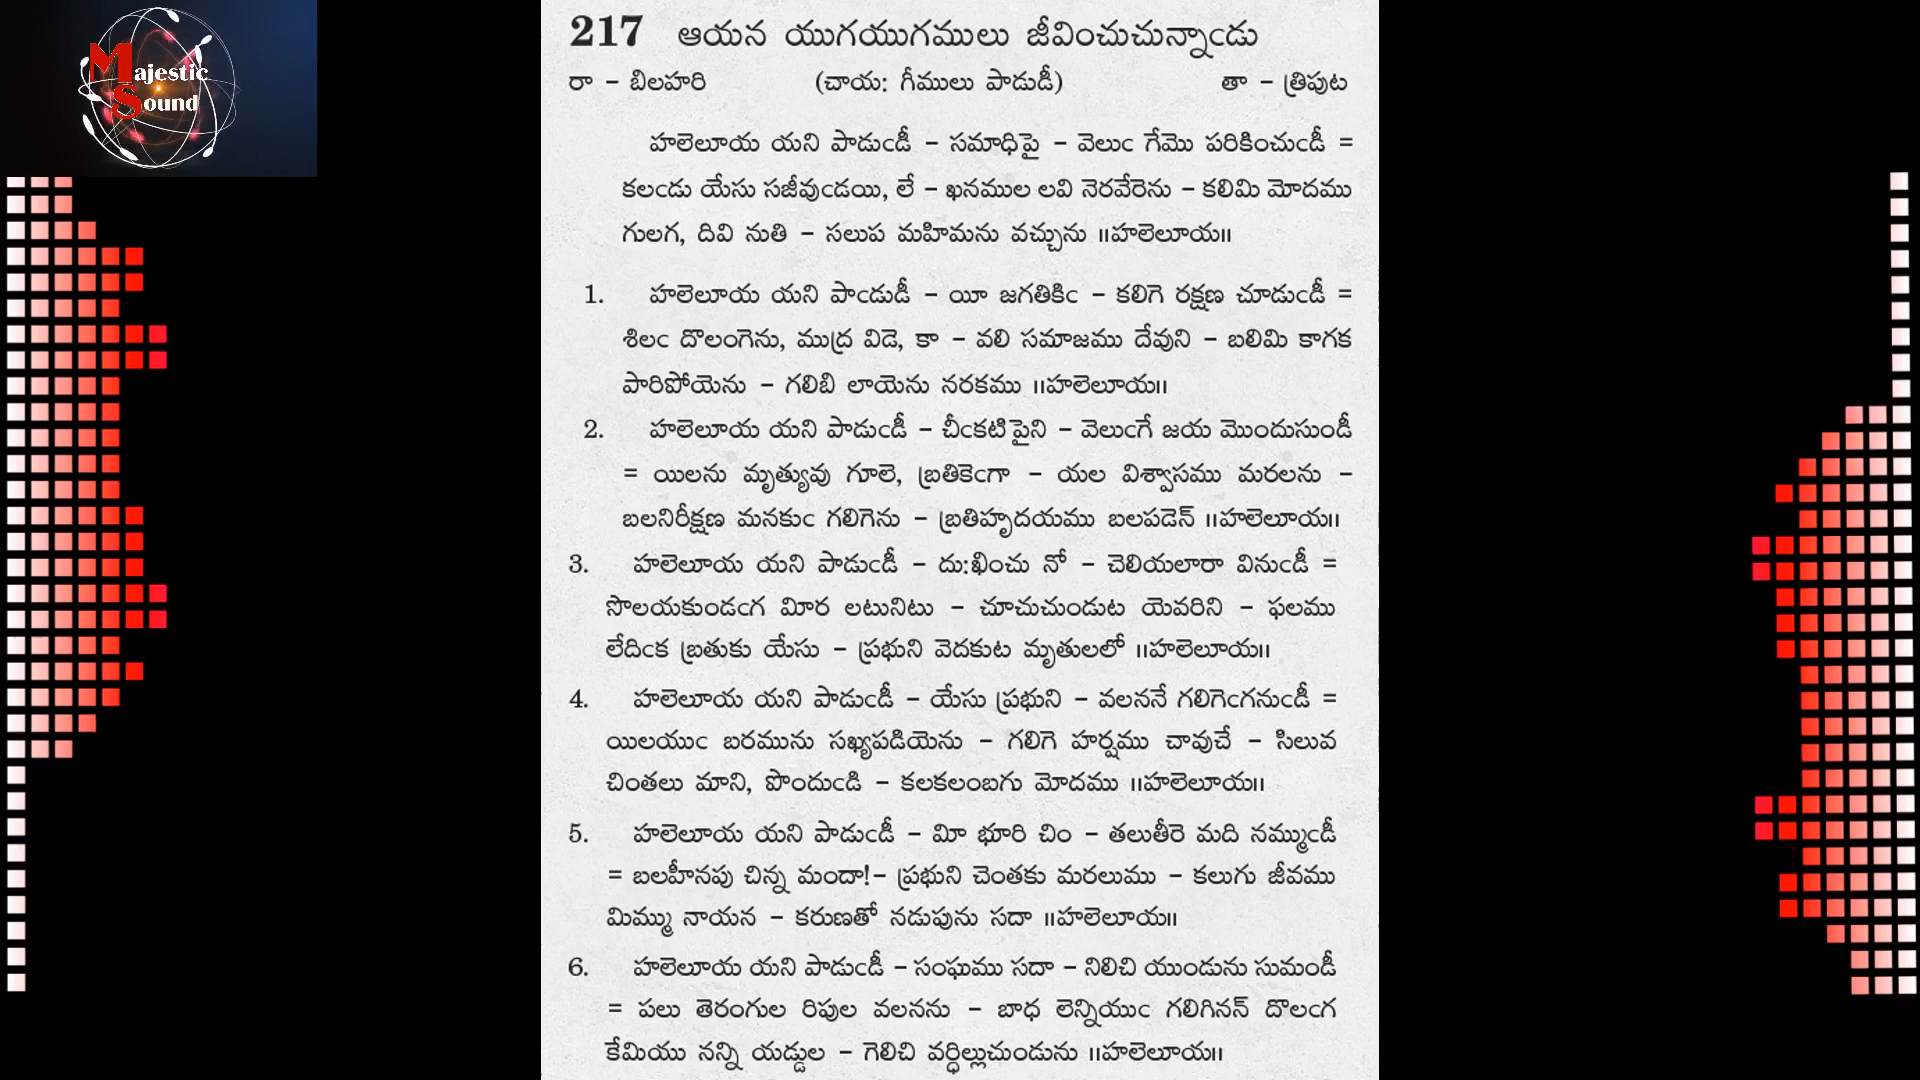 Majestic
Sound
217 ఆయన యుగయుగములు జీవించుచున్నాఁడు
రా – బిలహరి (చాయ: గీములు పాడుడీ) తా – త్రిపుట
హలెలూయ యని పాడుఁడీ – సమాధిపై – వెలుఁ గేమొ పరికించుఁడీ =
కలఁడు యేసు సజీవుఁడయి, లే – ఖనముల లవి నెరవేరెను – కలిమి మోదము
గులగ, దివి నుతి – సలుప మహిమను వచ్చును ॥హలెలూయ॥
1. హలెలూయ యని పాఁడుడీ – యీ జగతికిఁ – కలిగె రక్షణ చూడుఁడీ =
శిలఁ దొలంగెను, ముద్ర విడె, కా – వలి సమాజము దేవుని – బలిమి కాగక
పారిపోయెను – గలిబి లాయెను నరకము ॥హలెలూయ॥
2. హలెలూయ యని పాడుఁడీ – చీఁకటిపైని – వెలుఁగే జయ మొందుసుండీ
= యిలను మృత్యువు గూలె, బ్రతికెఁగా – యల విశ్వాసము మరలను –
బలనిరీక్షణ మనకుఁ గలిగెను – బ్రతిహృదయము బలపడెన్ ॥హలెలూయ॥
3. హలెలూయ యని పాడుఁడీ – దు:ఖించు నో – చెలియలారా వినుఁడీ =
సొలయకుండఁగ మీర లటునిటు – చూచుచుండుట యెవరిని – ఫలము
లేదిఁక బ్రతుకు యేసు – ప్రభుని వెదకుట మృతులలో ॥హలెలూయ॥
4. హలెలూయ యని పాడుఁడీ – యేసు ప్రభుని – వలననే గలిగెఁగనుఁడీ =
యిలయుఁ బరమును సఖ్యపడియెను – గలిగె హర్షము చావుచే – సిలువ
చింతలు మాని, పొందుఁడి – కలకలంబగు మోదము ॥హలెలూయ॥
5. హలెలూయ యని పాడుఁడీ – మీ భూరి చిం – తలుతీరె మది నమ్ముఁడీ
= బలహీనపు చిన్న మందా!– ప్రభుని చెంతకు మరలుము – కలుగు జీవము
మిమ్ము నాయన – కరుణతో నడుపును సదా ॥హలెలూయ॥
6. హలెలూయ యని పాడుఁడీ – సంఘము సదా – నిలిచి యుండును సుమండీ
= పలు తెరంగుల రిపుల వలనను – బాధ లెన్నియుఁ గలిగినన్ దొలఁగ
కేమియు నన్ని యడ్డుల – గెలిచి వర్ధిల్లుచుండును ॥హలెలూయ॥